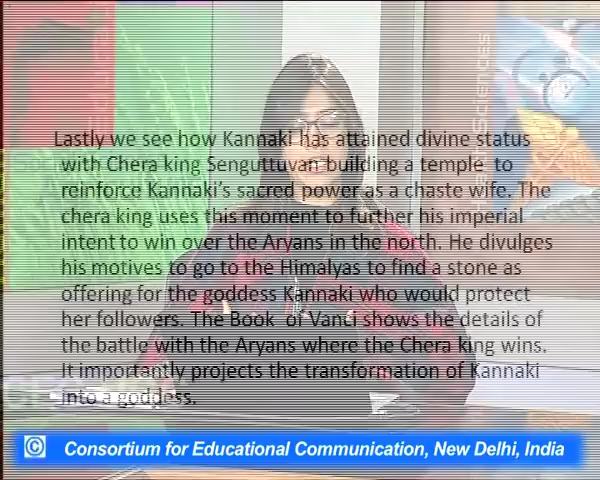 Lastly we see how Kannaki has attained divine status
with Chera king Senguttuvan building a temple to
reinforce Kannaki's sacred power as a chaste wife. The
chera king uses this moment to further his imperial
intent to win over the Aryans in the north. He divulges
his motives to go to the Himalyas to find a stone as
offering for the goddess Kannaki who would protect
her followers. The Book of Vanci shows the details of
the battle with the Aryans where the Chera king wins.
It importantly projects the transformation of Kannaki
into a goddess.
© Consortium for Educational Communication, New Delhi, India